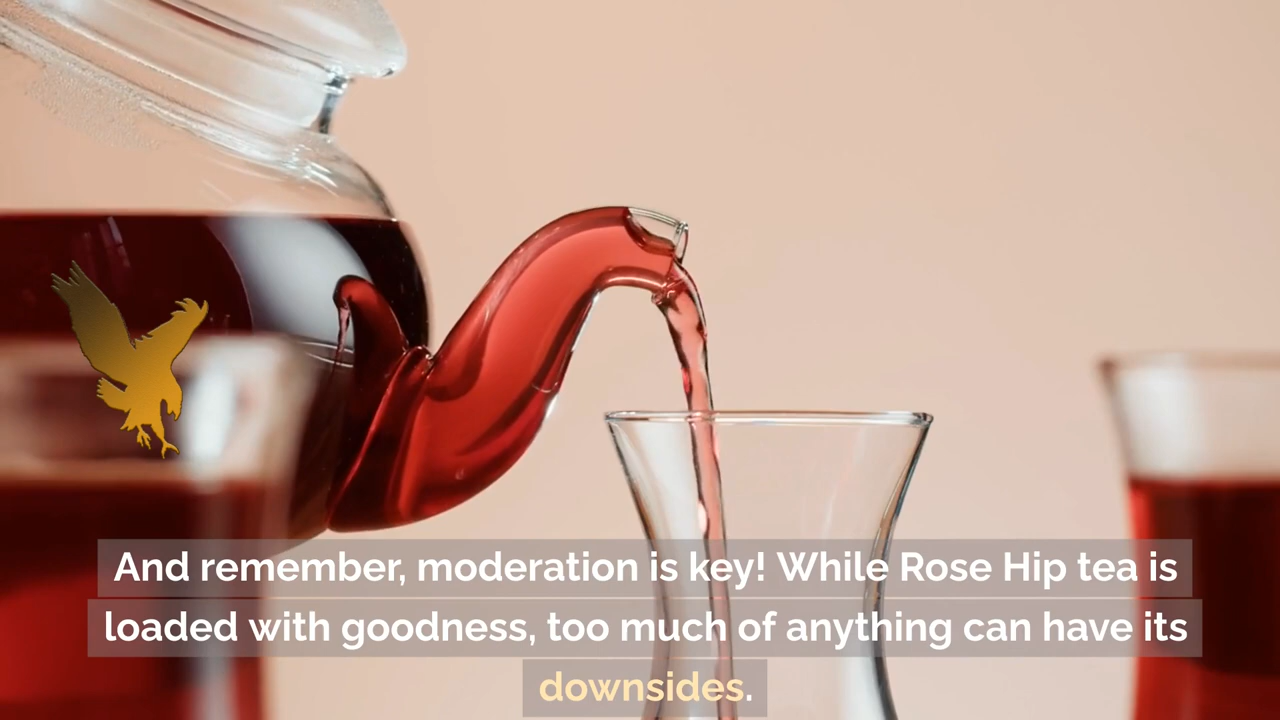 And remember, moderation is key! While Rose Hip tea is
loaded with goodness, too much of anything can have its
downsides.